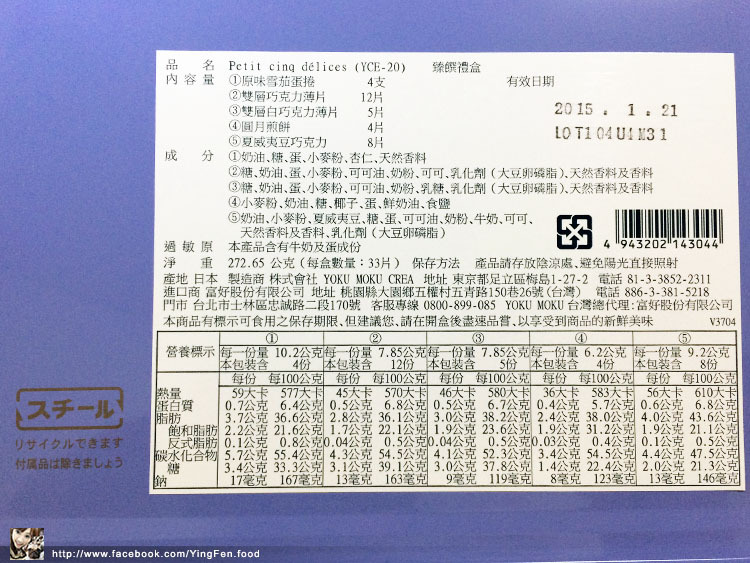 品 名 Petit cinq délices (YCE-20) 臻饌禮盒
內容量 ①原味雪茄蛋捲 4支 有效日期
②雙層巧克力薄片 12片
③雙層白巧克力薄片 5片 2015. 1.21
④圓月煎餅 4片 LOT1 04U4N31
⑤夏威夷豆巧克力 8片
成 分 ①奶油、糖、蛋、小麥粉、杏仁、天然香料
②糖、奶油、蛋、小麥粉、可可油、奶粉、可可、乳化劑(大豆卵磷脂)、天然香料及香料
③糖、奶油、蛋、小麥粉、可可油、奶粉、乳糖、乳化劑(大豆卵磷脂)、天然香料及香料
④小麥粉、奶油、糖、椰子、蛋、鮮奶油、食鹽
⑤奶油、小麥粉、夏威夷豆、糖、蛋、可可油、奶粉、牛奶、可可、
天然香料及香料、乳化劑(大豆卵磷脂)
過敏原 本產品含有牛奶及蛋成份
4 943202 143044
淨 重 272.65 公克(每盒數量:33片) 保存方法 產品請存放陰涼處、避免陽光直接照射
產地 日本 製造商 株式會社 YOKU MOKU CREA 地址 東京都足立區梅島1-27-2 電話 81-3-3852-2311
進口商 富好股份有限公司 地址 桃園縣大園鄉五權村五青路150巷26號(台灣) 電話 886-3-381-5218
門市 台北市士林區忠誠路二段170號 客服專線 0800-899-085 YOKU MOKU 台灣總代理:富好股份有限公司
本商品有標示可食用之保存期限、但建議您、請在開盒後盡速品嘗、以享受到商品的新鮮美味 V3704
① ② ③ ④ ⑤
營養標示 每一份量 10.2公克 每一份量 7.85公克 每一份量 7.85公克 每一份量 6.2公克 每一份量 9.2公克
本包裝含 4份 本包裝含 12份 本包裝含 5份 本包裝含 4份 本包裝含 8份
每份 每100公克 每份 每100公克 每份 每100公克 每份 每100公克 每份 每100公克
熱量 59大卡 577大卡 45大卡 570大卡 46大卡 580大卡 36大卡 583大卡 56大卡 610大卡
蛋白質 0.7公克 6.4公克 0.5公克 6.8公克 0.5公克 6.7公克 0.4公克 5.7公克 0.6公克 6.8公克
脂肪 3.7公克 36.6公克 2.8公克 36.1公克 3.0公克 38.2公克 2.4公克 38.0公克 4.0公克 43.6公克
飽和脂肪 2.2公克 21.6公克 1.7公克 22.1公克 1.9公克 23.6公克 1.9公克 31.2公克 1.9公克 21.1公克
反式脂肪 0.1公克 0.8公克 0.04公克 0.5公克 0.04公克 0.5公克 0.03公克 0.4公克 0.1公克 0.5公克
碳水化合物 5.7公克 55.4公克 4.3公克 54.5公克 4.1公克 52.3公克 3.4公克 54.5公克 4.4公克 47.5公克
糖 3.4公克 33.3公克 3.1公克 39.1公克 3.0公克 37.8公克 1.4公克 22.4公克 2.0公克 21.3公克
鈉 17毫克 167毫克 13毫克 163毫克 9毫克 119毫克 8毫克 123毫克 13毫克 146毫克
スチール
リサイクルできます
付属品は除きましょう
http://www.facebook.com/YingFen.food